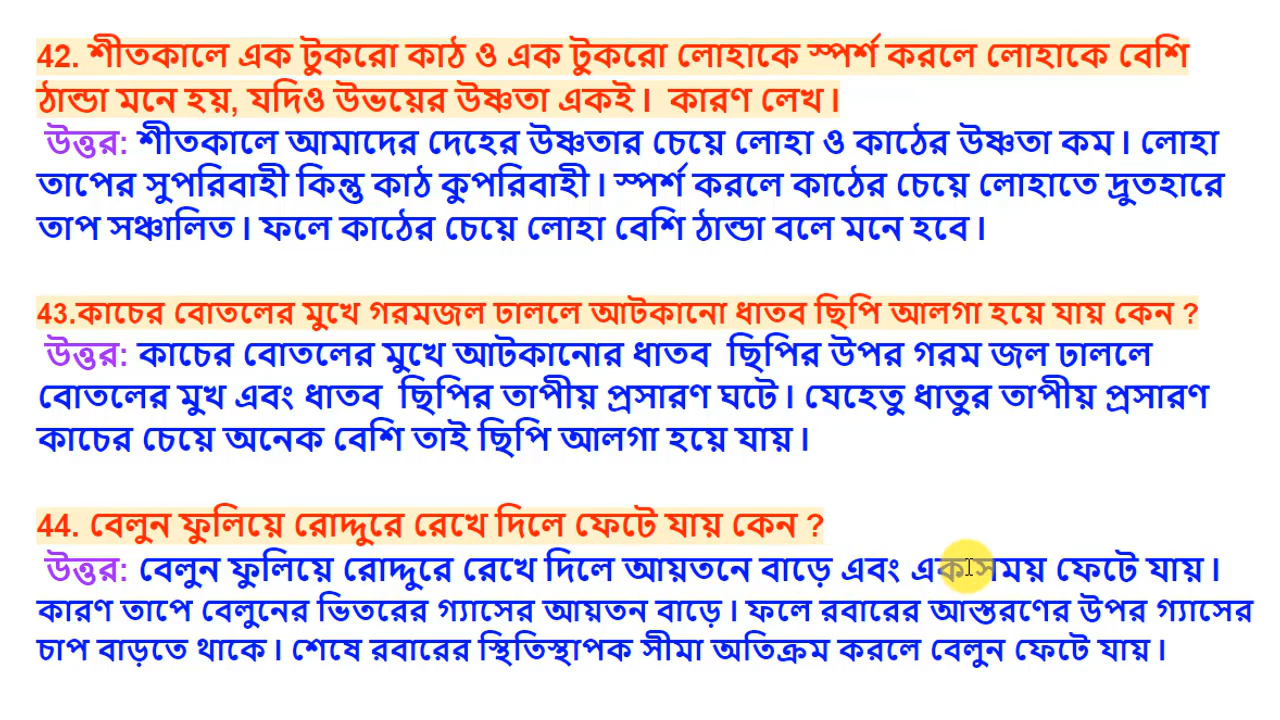 42. শীতকালে এক টুকরো কাঠ ও এক টুকরো লোহাকে স্পর্শ করলে লোহাকে বেশি
ঠান্ডা মনে হয়, যদিও উভয়ের উষ্ণতা একই। কারণ লেখ।
উত্তর: শীতকালে আমাদের দেহের উষ্ণতার চেয়ে লোহা ও কাঠের উষ্ণতা কম। লোহা
তাপের সুপরিবাহী কিন্তু কাঠ কুপরিবাহী। স্পর্শ করলে কাঠের চেয়ে লোহাতে দ্রুতহারে
তাপ সঞ্চালিত। ফলে কাঠের চেয়ে লোহা বেশি ঠান্ডা বলে মনে হবে।
43.কাচের বোতলের মুখে গরমজল ঢাললে আটকানো ধাতব ছিপি আলগা হয়ে যায় কেন ?
উত্তর: কাচের বোতলের মুখে আটকানোর ধাতব ছিপির উপর গরম জল ঢাললে
বোতলের মুখ এবং ধাতব ছিপির তাপীয় প্রসারণ ঘটে। যেহেতু ধাতুর তাপীয় প্রসারণ
কাচের চেয়ে অনেক বেশি তাই ছিপি আলগা হয়ে যায়।
44. বেলুন ফুলিয়ে রোদ্দুরে রেখে দিলে ফেটে যায় কেন ?
উত্তর: বেলুন ফুলিয়ে রোদ্দুরে রেখে দিলে আয়তনে বাড়ে এবং একসময় ফেটে যায়।
কারণ তাপে বেলুনের ভিতরের গ্যাসের আয়তন বাড়ে। ফলে রবারের আস্তরণের উপর গ্যাসের
চাপ বাড়তে থাকে। শেষে রবারের স্থিতিস্থাপক সীমা অতিক্রম করলে বেলুন ফেটে যায়।